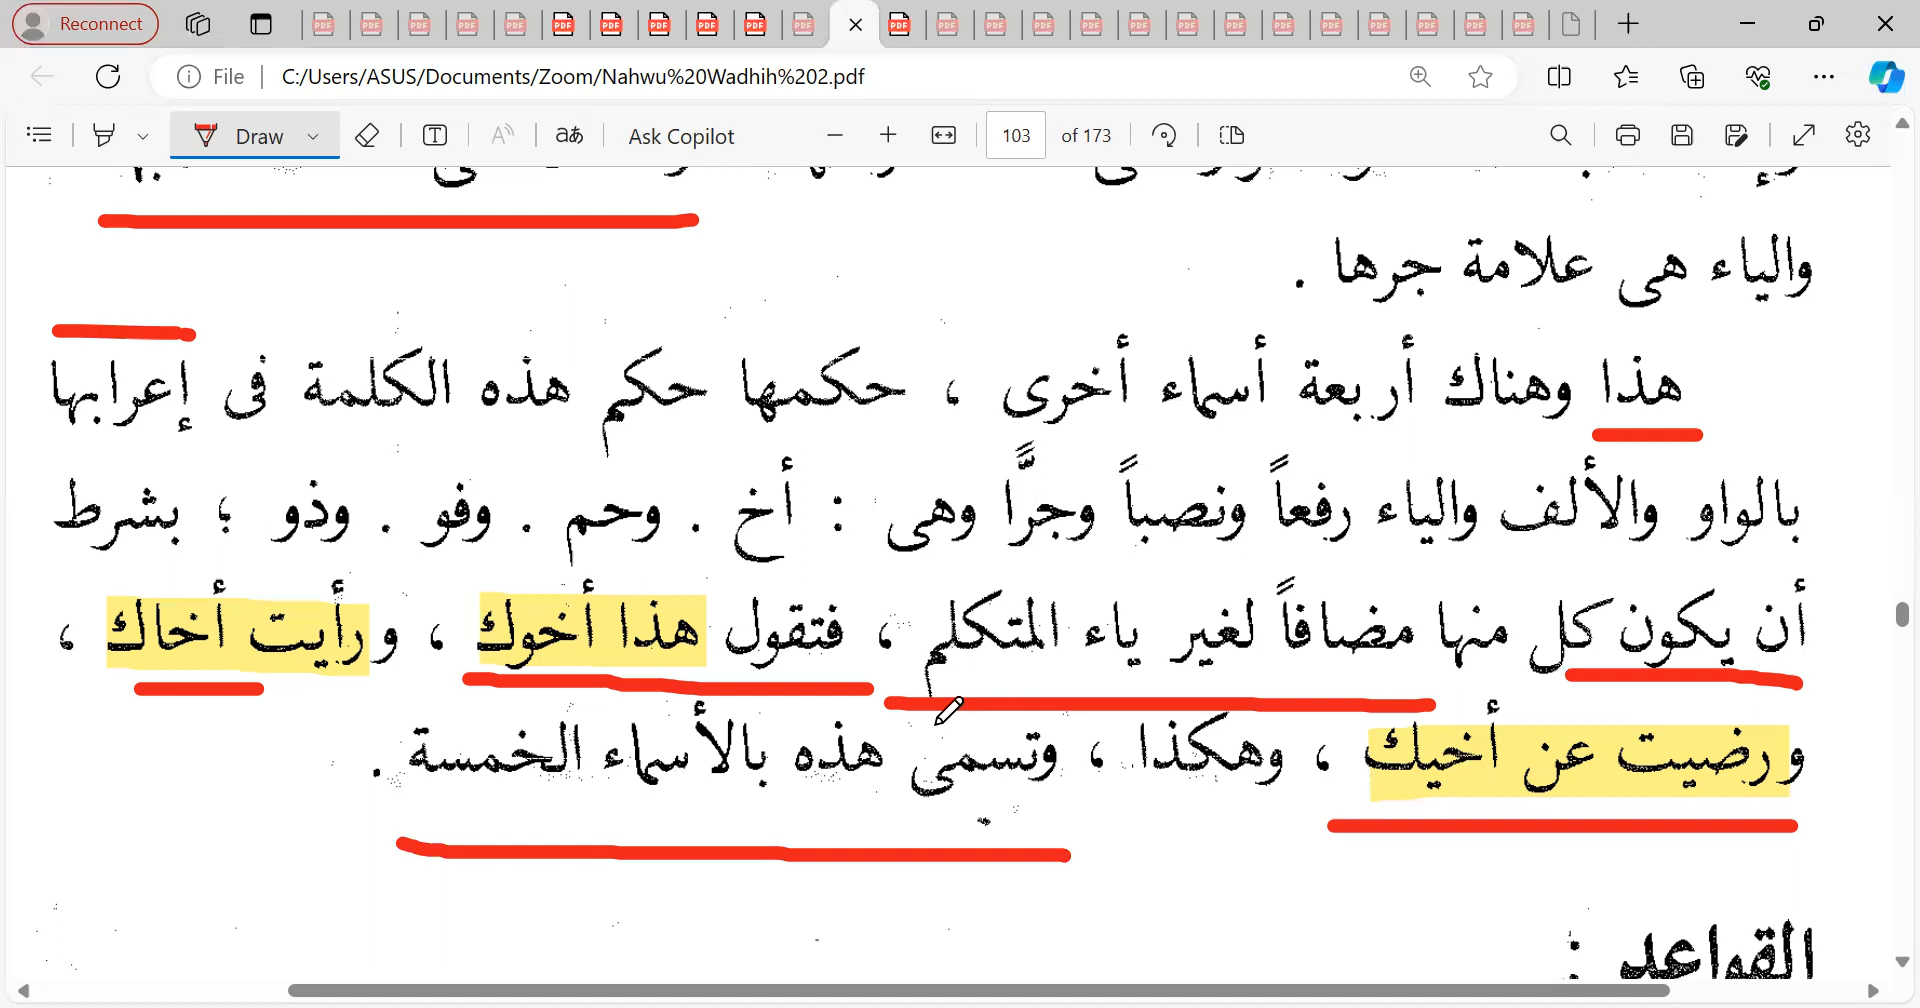 Reconnect
File C:/Users/ASUS/Documents/Zoom/Nahwu%20Wadhih%202.pdf
Draw Ask Copilot 103 of 173
والياء هى علامة جرها .
هذا وهناك أربعة أسماء أخرى ، حكمها حكم هذه الكلمة فى إعرابها
بالواو والألف والياء رفعاً ونصباً وجرًّا وهى : أخ . وحم . وفو . وذو ؛ بشرط
أن يكون كل منها مضافاً لغير ياء المتكلم ، فتقول هذا أخوك ، ورأيت أخاك ،
ورضيت عن أخيك ، وهكذا ، وتسمى هذه بالأسماء الخمسة .
القواعد :